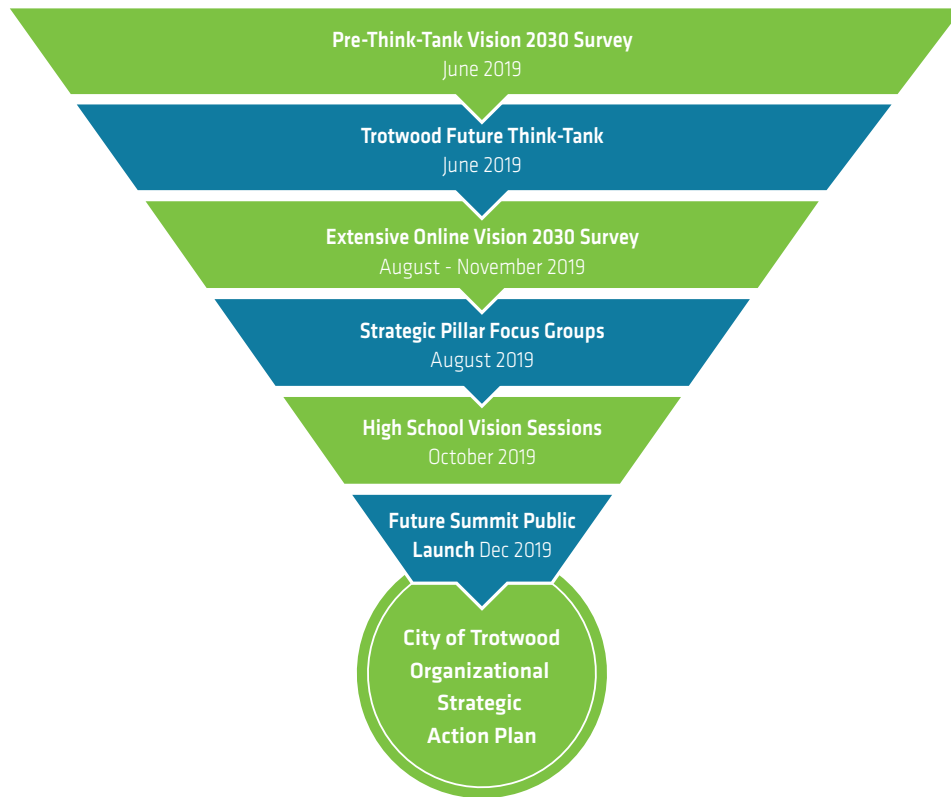 Pre-Think-Tank Vision 2030 Survey
June 2019
Trotwood Future Think-Tank
June 2019
Extensive Online Vision 2030 Survey
August - November 2019
Strategic Pillar Focus Groups
August 2019
High School Vision Sessions
October 2019
Future Summit Public
Launch Dec 2019
City of Trotwood
Organizational
Strategic
Action Plan